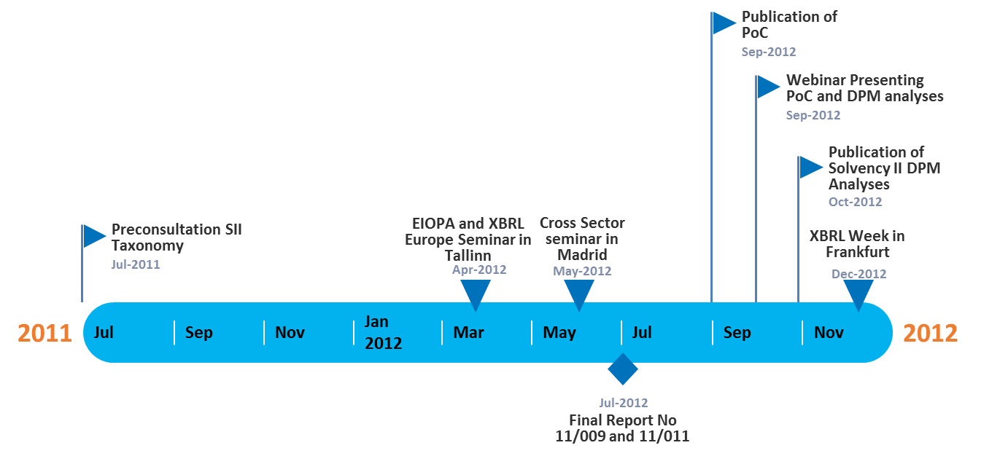 Publication of
PoC
Sep-2012
Webinar Presenting
PoC and DPM analyses
Sep-2012
Publication of
Solvency II DPM
Analyses
Oct-2012
Preconsultation SII
Taxonomy
Jul-2011
EIOPA and XBRL
Europe Seminar in
Tallinn
Apr-2012
Cross Sector
seminar in
Madrid
May-2012
XBRL Week in
Frankfurt
Dec-2012
2011
Jul
Sep
Nov
Jan
2012
Mar
May
Jul
Sep
Nov
2012
Jul-2012
Final Report No
11/009 and 11/011